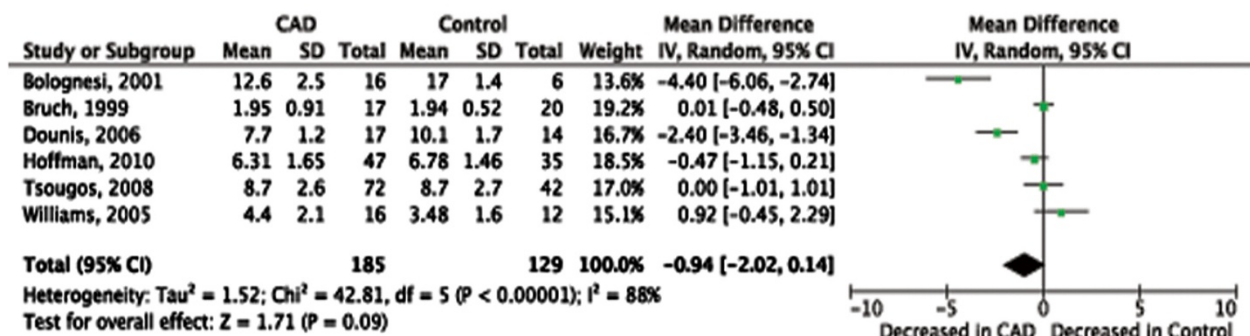 CAD Control Mean Difference Mean Difference
Study or Subgroup Mean SD Total Mean SD Total Weight IV, Random, 95% CI IV, Random, 95% CI
Bolognesi, 2001 12.6 2.5 16 17 1.4 6 13.6% -4.40 [-6.06, -2.74]
Bruch, 1999 1.95 0.91 17 1.94 0.52 20 19.2% 0.01 [-0.48, 0.50]
Dounis, 2006 7.7 1.2 17 10.1 1.7 14 16.7% -2.40 [-3.46, -1.34]
Hoffman, 2010 6.31 1.65 47 6.78 1.46 35 18.5% -0.47 [-1.15, 0.21]
Tsougos, 2008 8.7 2.6 72 8.7 2.7 42 17.0% 0.00 [-1.01, 1.01]
Williams, 2005 4.4 2.1 16 3.48 1.6 12 15.1% 0.92 [-0.45, 2.29]
Total (95% CI) 185 129 100.0% -0.94 [-2.02, 0.14]
Heterogeneity: Tau² = 1.52; Chi² = 42.81, df = 5 (P < 0.00001); I² = 88%
Test for overall effect: Z = 1.71 (P = 0.09)
-10 -5 0 5 10
Decreased in CAD Decreased in Control